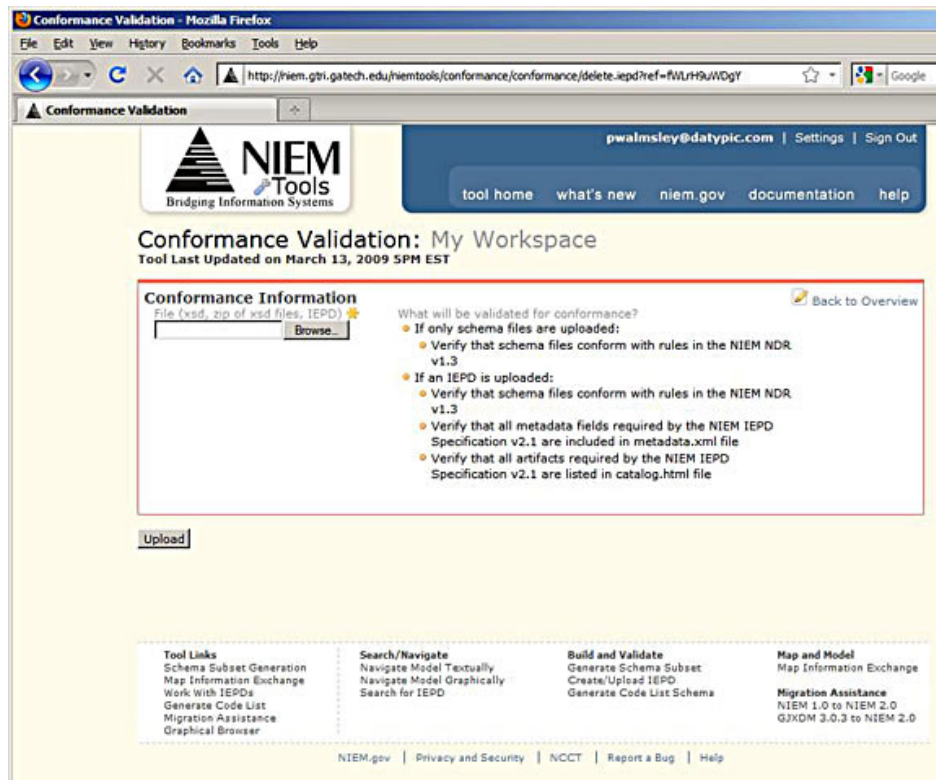 Conformance Validation - Mozilla Firefox
File Edit View History Bookmarks Tools Help
http://niem.gtri.gatech.edu/niemtools/conformance/conformance/delete.iepd?ref=fWLrH9uWDgY
Google
Conformance Validation
NIEM
Tools
Bridging Information Systems
pwalmsley@datypic.com | Settings | Sign Out
tool home what's new niem.gov documentation help
Conformance Validation: My Workspace
Tool Last Updated on March 13, 2009 5PM EST
Conformance Information
File (xsd, zip of xsd files, IEPD)
Browse...
Back to Overview
What will be validated for conformance?
If only schema files are uploaded:
Verify that schema files conform with rules in the NIEM NDR
v1.3
If an IEPD is uploaded:
Verify that schema files conform with rules in the NIEM NDR
v1.3
Verify that all metadata fields required by the NIEM IEPD
Specification v2.1 are included in metadata.xml file
Verify that all artifacts required by the NIEM IEPD
Specification v2.1 are listed in catalog.html file
Upload
Tool Links
Schema Subset Generation
Map Information Exchange
Work With IEPDs
Generate Code List
Migration Assistance
Graphical Browser
Search/Navigate
Navigate Model Textually
Navigate Model Graphically
Search for IEPD
Build and Validate
Generate Schema Subset
Create/Upload IEPD
Generate Code List Schema
Map and Model
Map Information Exchange
Migration Assistance
NIEM 1.0 to NIEM 2.0
GJXDM 3.0.3 to NIEM 2.0
NIEM.gov | Privacy and Security | NCCT | Report a Bug | Help